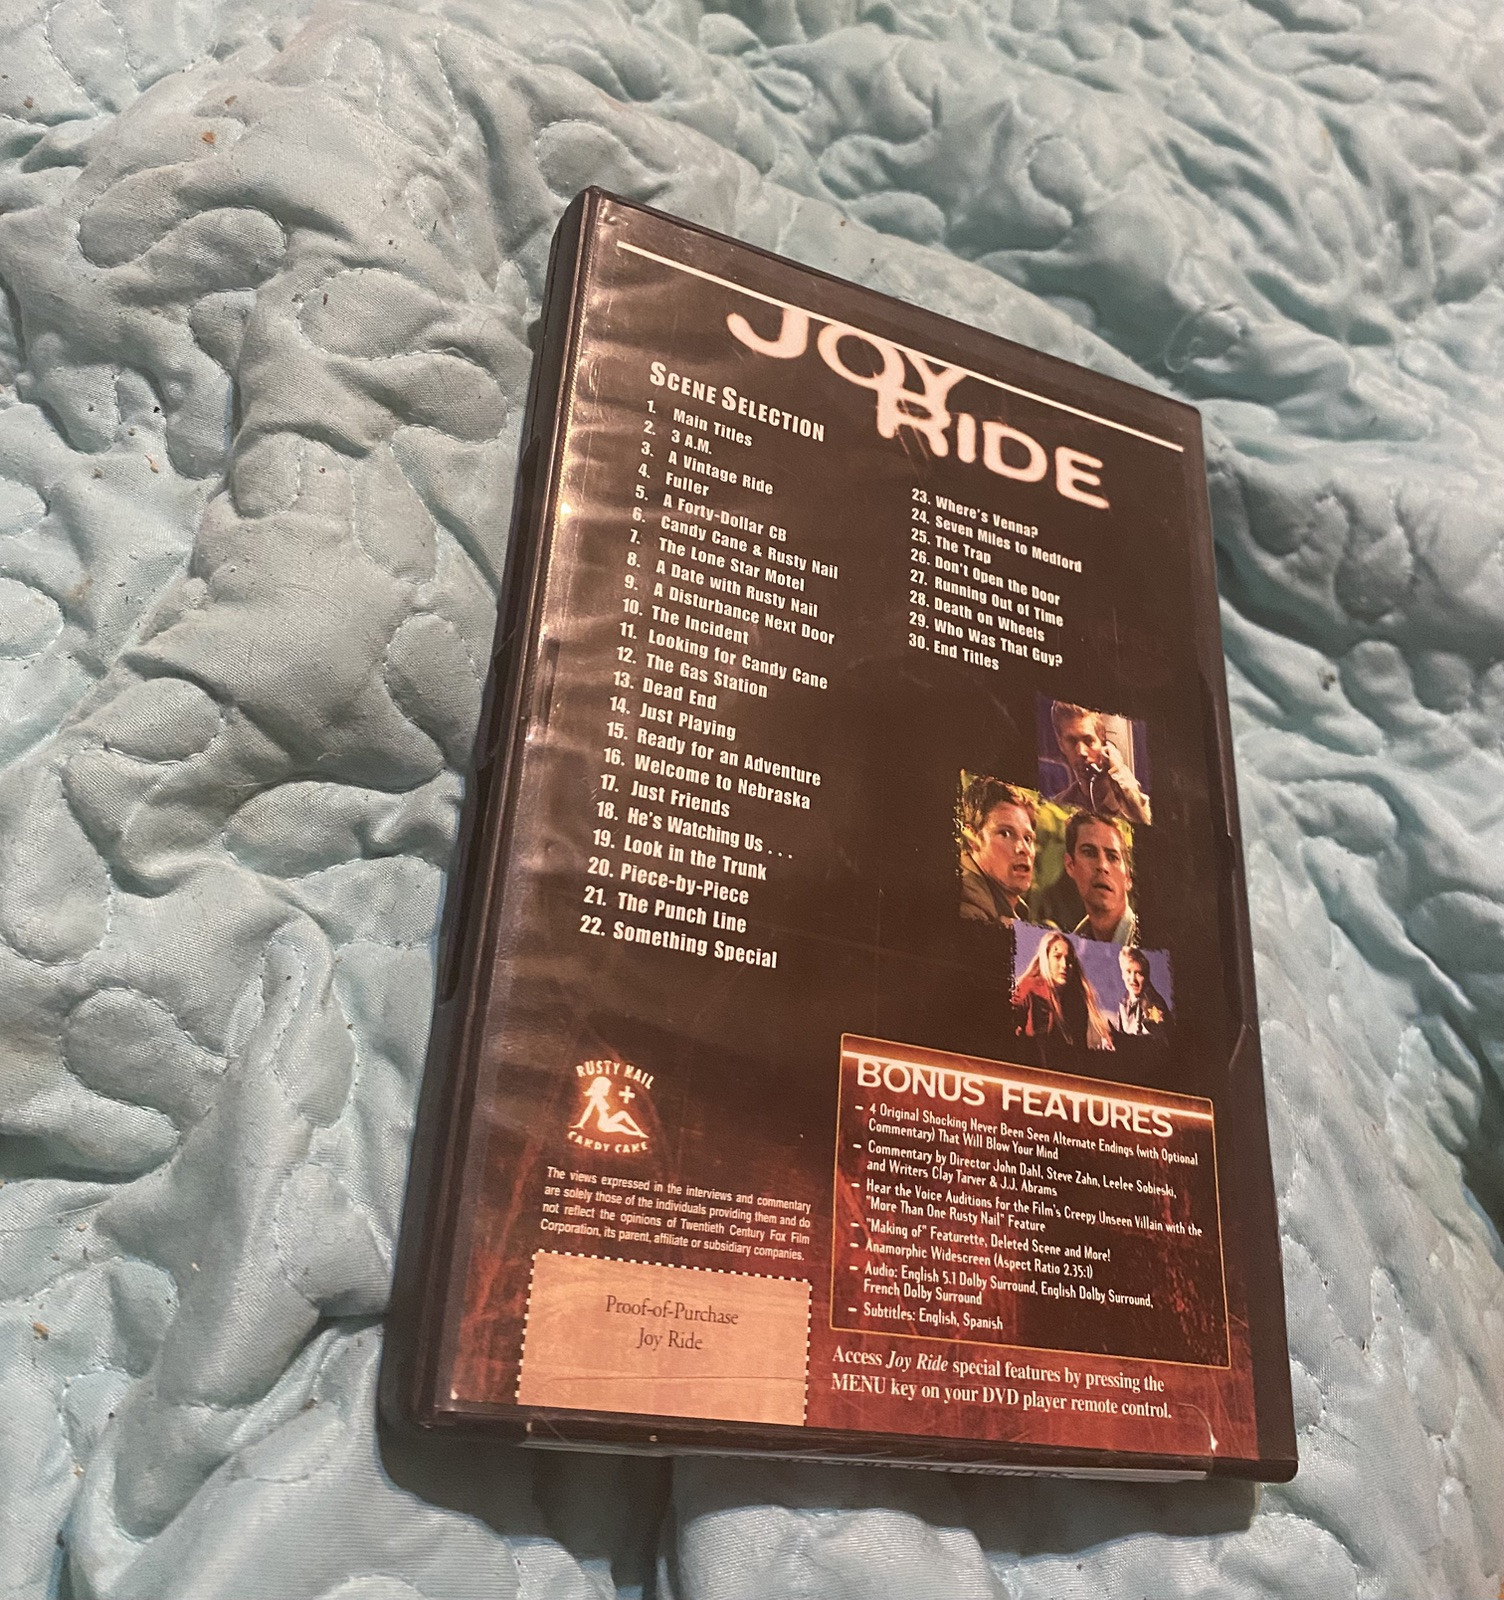 JOY
RIDE
SCENE SELECTION
1. Main Titles
2. 3 A.M.
3. A Vintage Ride
4. Fuller
5. A Forty-Dollar CB
6. Candy Cane & Rusty Nail
7. The Lone Star Motel
8. A Date with Rusty Nail
9. A Disturbance Next Door
10. The Incident
11. Looking for Candy Cane
12. The Gas Station
13. Dead End
14. Just Playing
15. Ready for an Adventure
16. Welcome to Nebraska
17. Just Friends
18. He's Watching Us . . .
19. Look in the Trunk
20. Piece-by-Piece
21. The Punch Line
22. Something Special
23. Where's Venna?
24. Seven Miles to Medford
25. The Trap
26. Don't Open the Door
27. Running Out of Time
28. Death on Wheels
29. Who Was That Guy?
30. End Titles
RUSTY NAIL
+
CANDY CANE
The views expressed in the interviews and commentary
are solely those of the individuals providing them and do
not reflect the opinions of Twentieth Century Fox Film
Corporation, its parent, affiliate or subsidiary companies.
Proof-of-Purchase
Joy Ride
BONUS FEATURES
– 4 Original Shocking Never Been Seen Alternate Endings (with Optional
Commentary) That Will Blow Your Mind
– Commentary by Director John Dahl, Steve Zahn, Leelee Sobieski,
and Writers Clay Tarver & J.J. Abrams
– Hear the Voice Auditions for the Film's Creepy Unseen Villain with the
"More Than One Rusty Nail" Feature
– "Making of" Featurette, Deleted Scene and More!
– Anamorphic Widescreen (Aspect Ratio 2.35:1)
– Audio: English 5.1 Dolby Surround, English Dolby Surround,
French Dolby Surround
– Subtitles: English, Spanish
Access Joy Ride special features by pressing the
MENU key on your DVD player remote control.